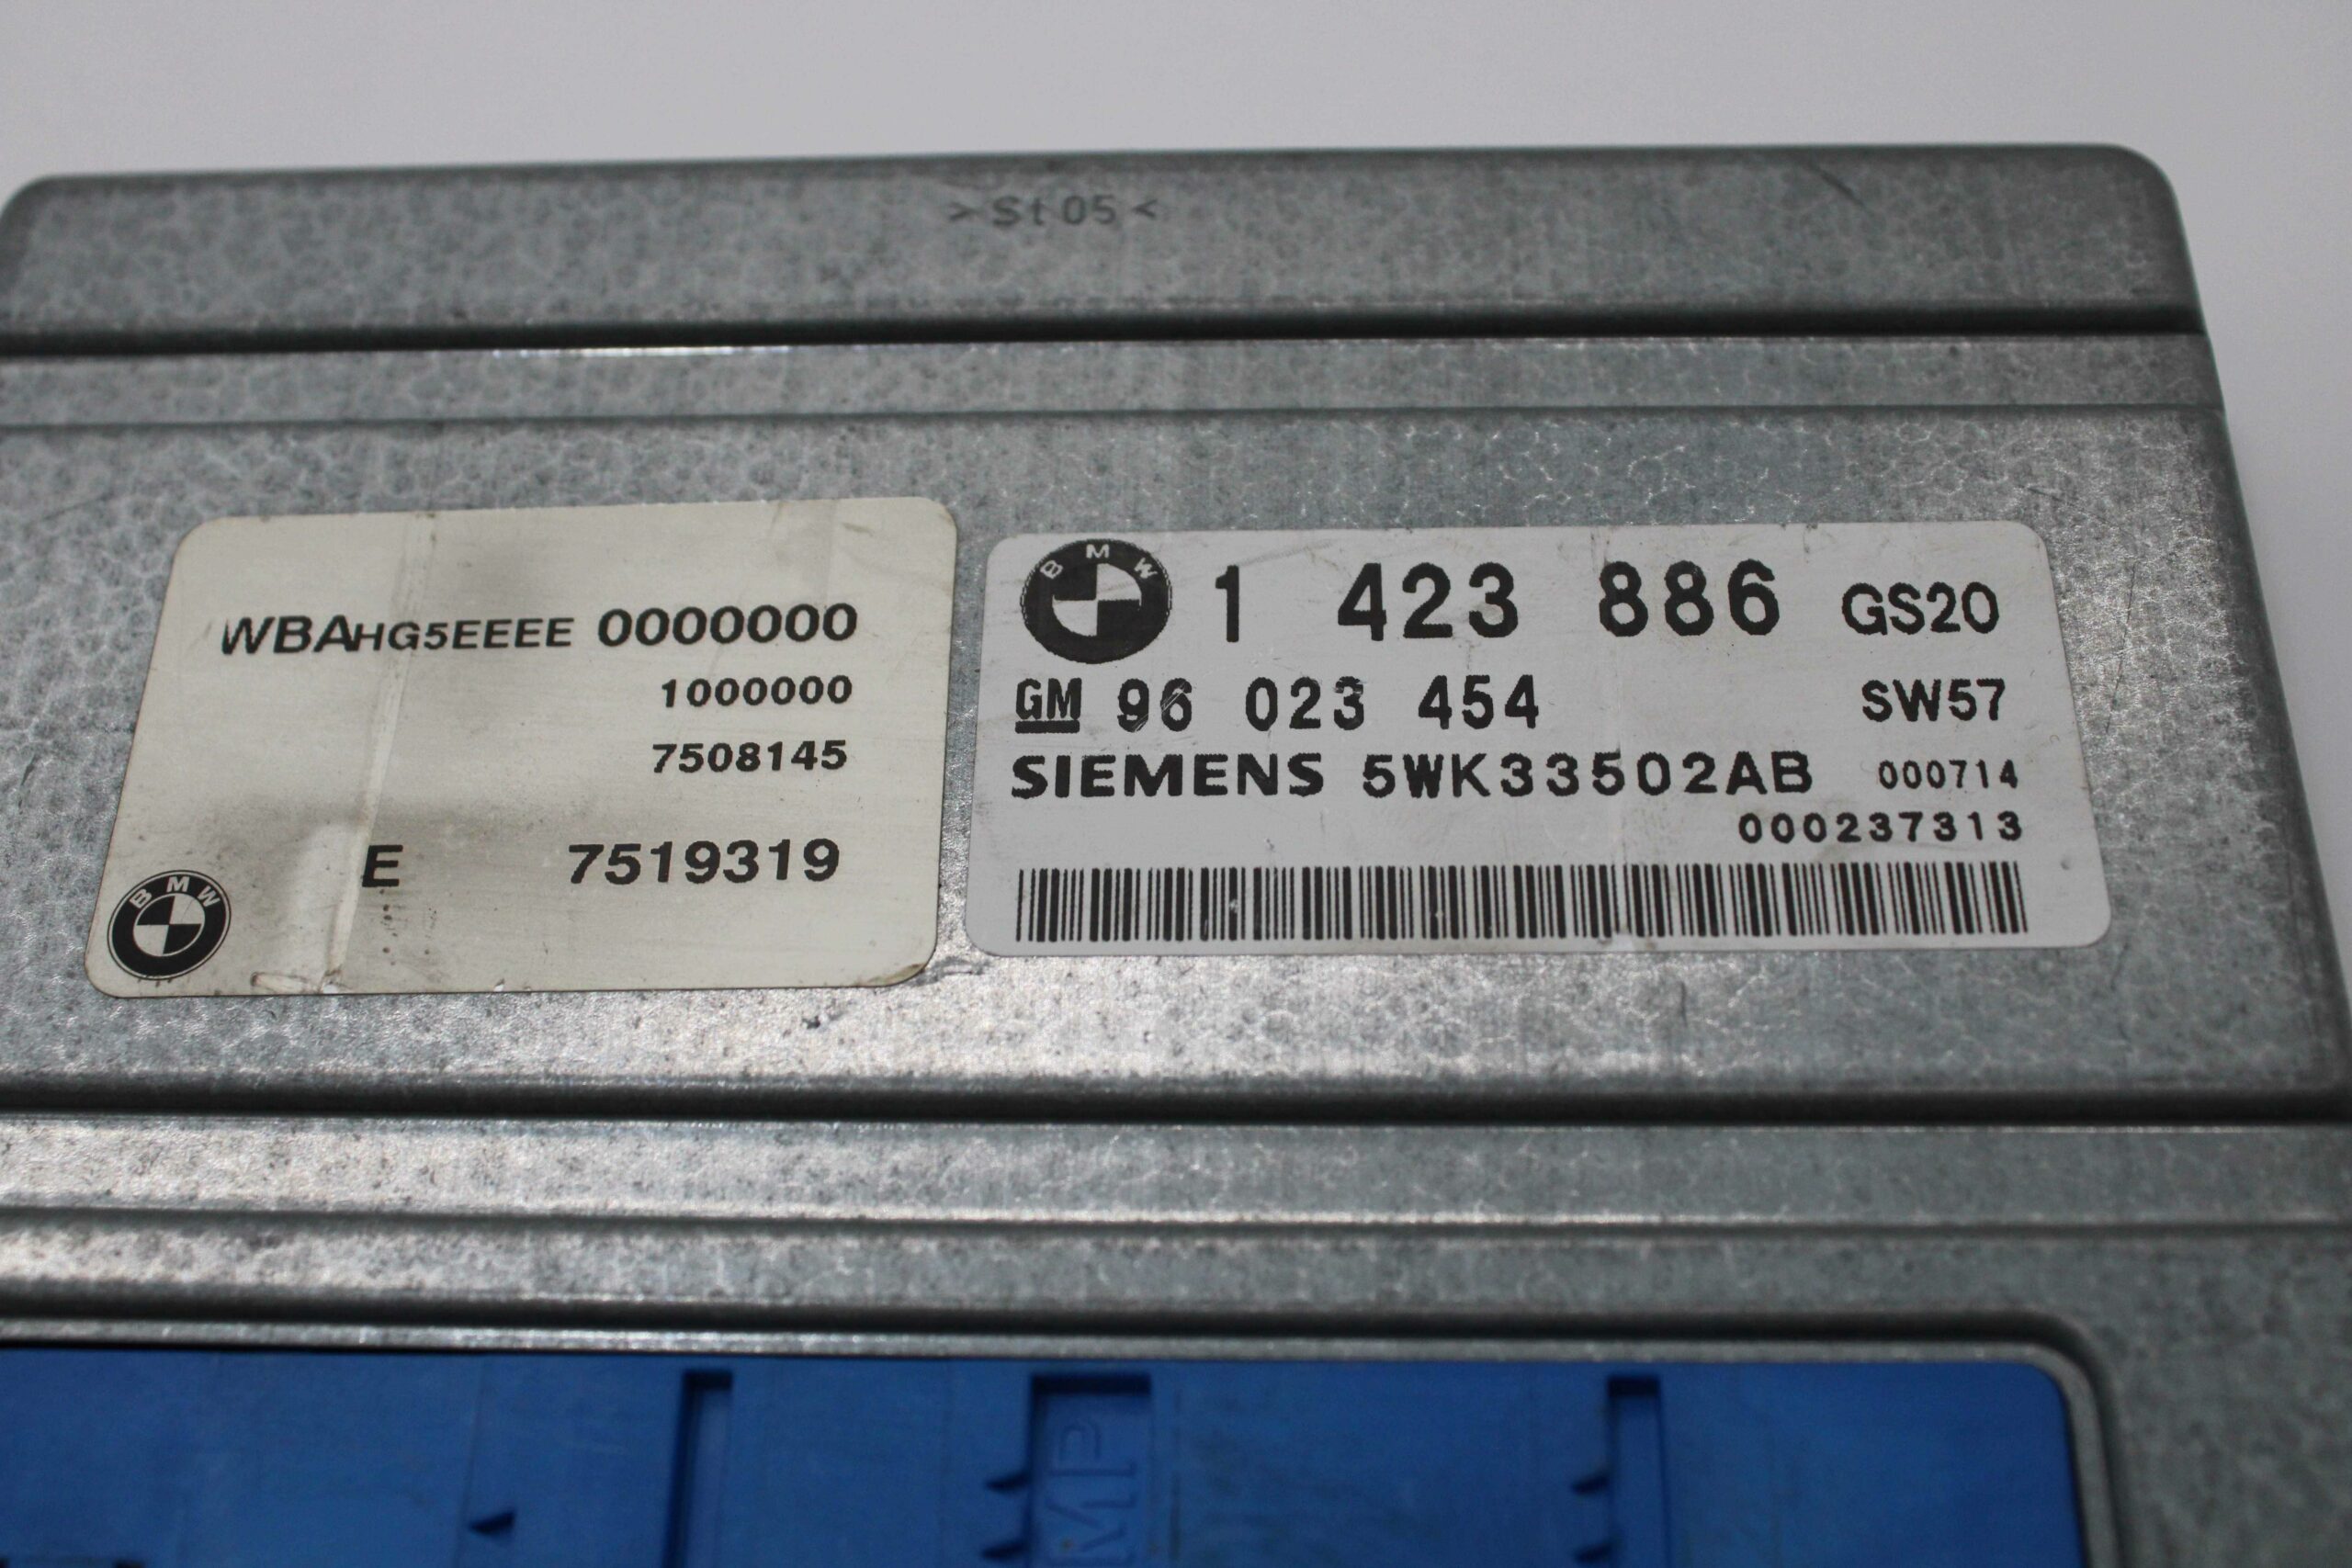 >St05<
WBAHG5EEEE 0000000
1000000
7508145
E 7519319
BMW
BMW 1 423 886 GS20
GM 96 023 454 SW57
SIEMENS 5WK33502AB 000714
000237313
MP